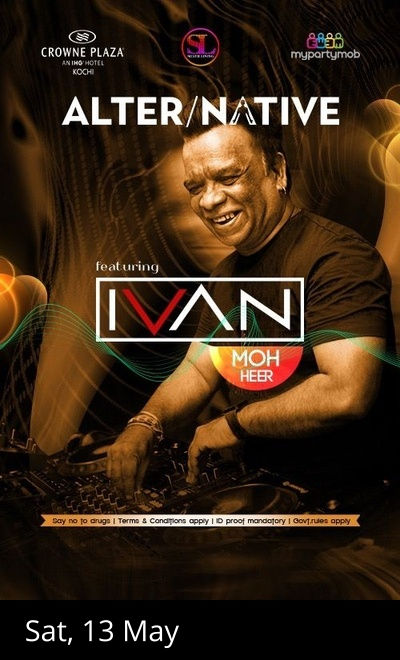 CROWNE PLAZA
AN IHG HOTEL
KOCHI
SL
mypartymob
ALTER/NATIVE
featuring
IVAN
MOH
HEER
Say no to drugs | Terms & Conditions apply | ID proof mandatory | Govt.rules apply
Sat, 13 May